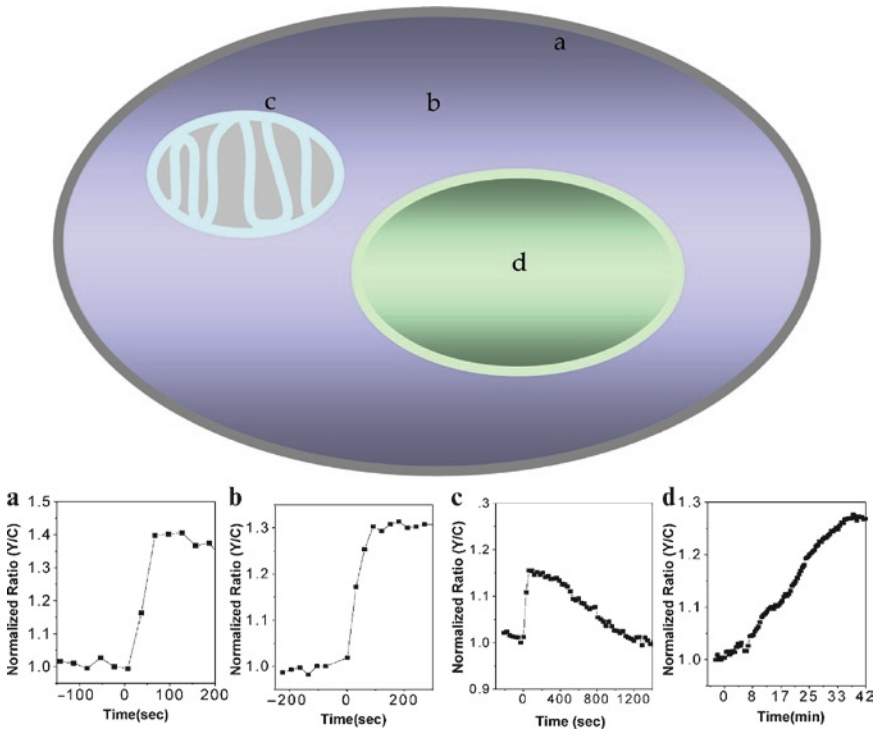 a
b
c
d
a
Normalized Ratio (Y/C)
1.5
1.4
1.3
1.2
1.1
1.0
−100 0 100 200
Time(sec)
b
Normalized Ratio (Y/C)
1.3
1.2
1.1
1.0
−200 0 200
Time(sec)
c
Normalized Ratio (Y/C)
.3
1.2
1.1
1.0
0.9
0 400 800 1200
Time (sec)
d
Normalized Ratio (Y/C)
1.3
1.2
1.1
1.0
0 8 17 25 33 42
Time(min)